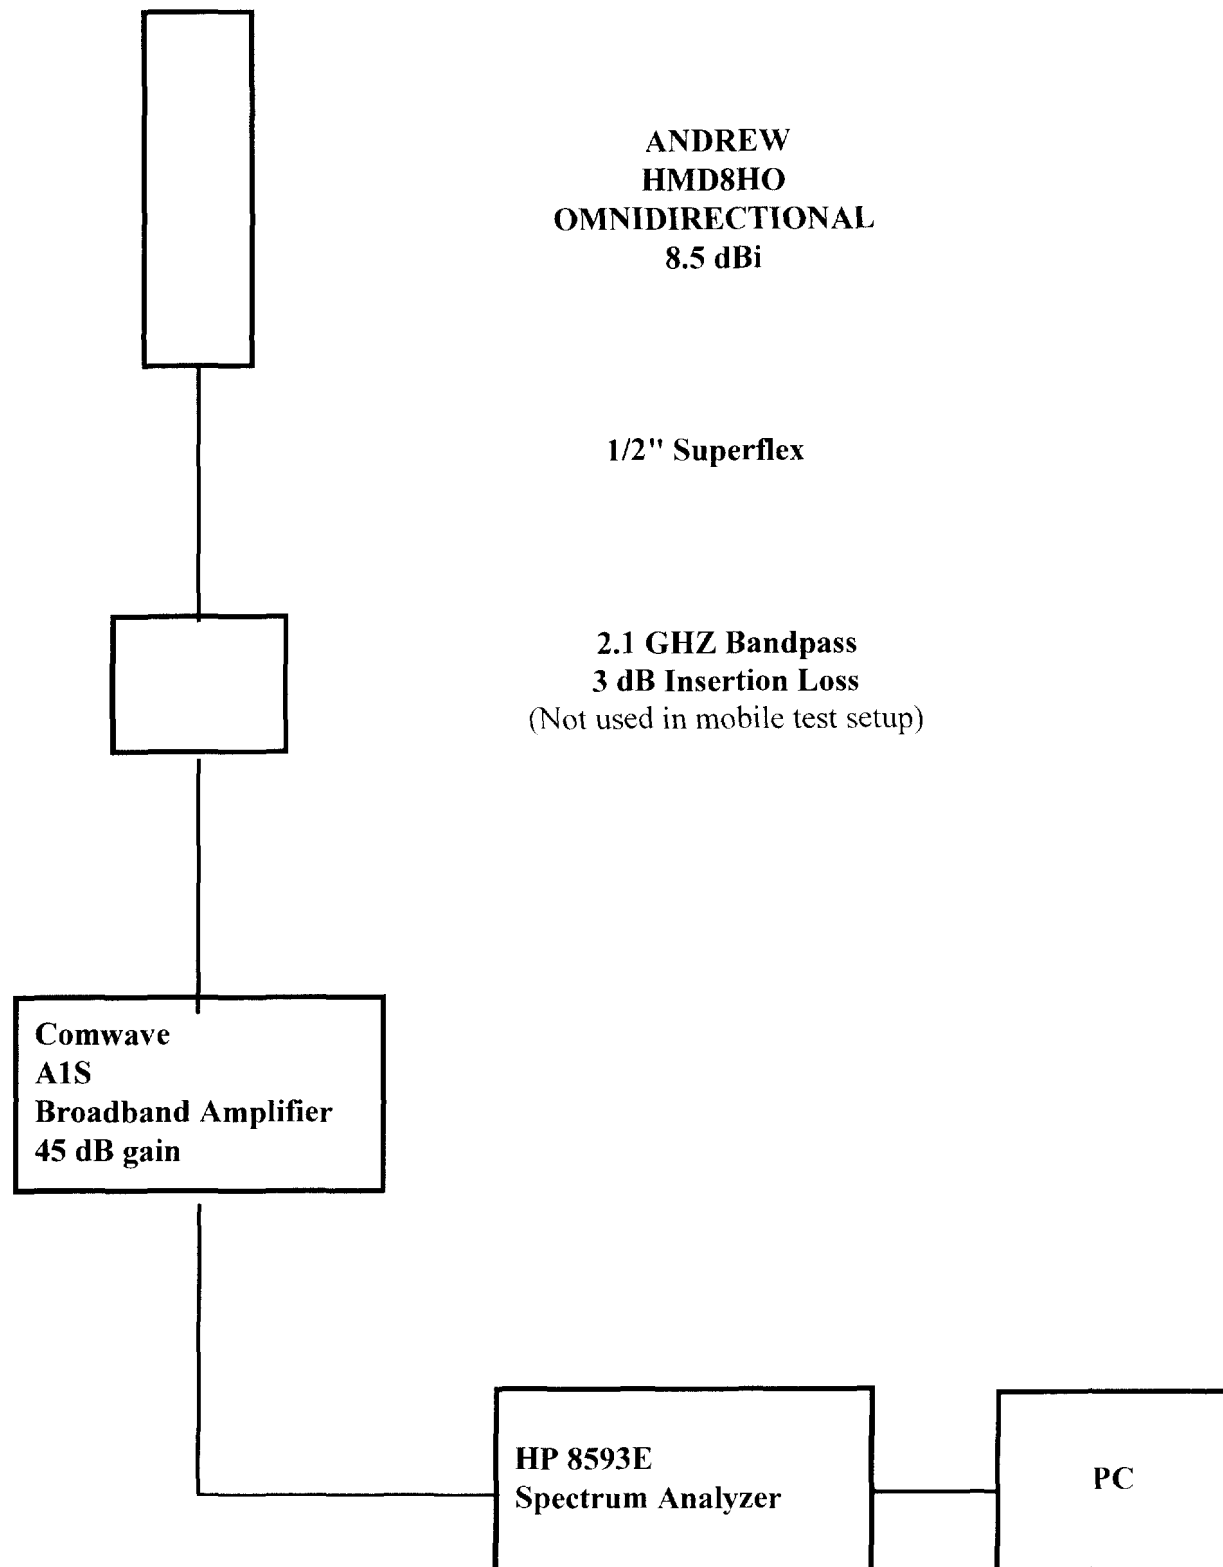 ANDREW
HMD8HO
OMNIDIRECTIONAL
8.5 dBi
1/2" Superflex
2.1 GHZ Bandpass
3 dB Insertion Loss
(Not used in mobile test setup)
Comwave
A1S
Broadband Amplifier
45 dB gain
HP 8593E
Spectrum Analyzer
PC